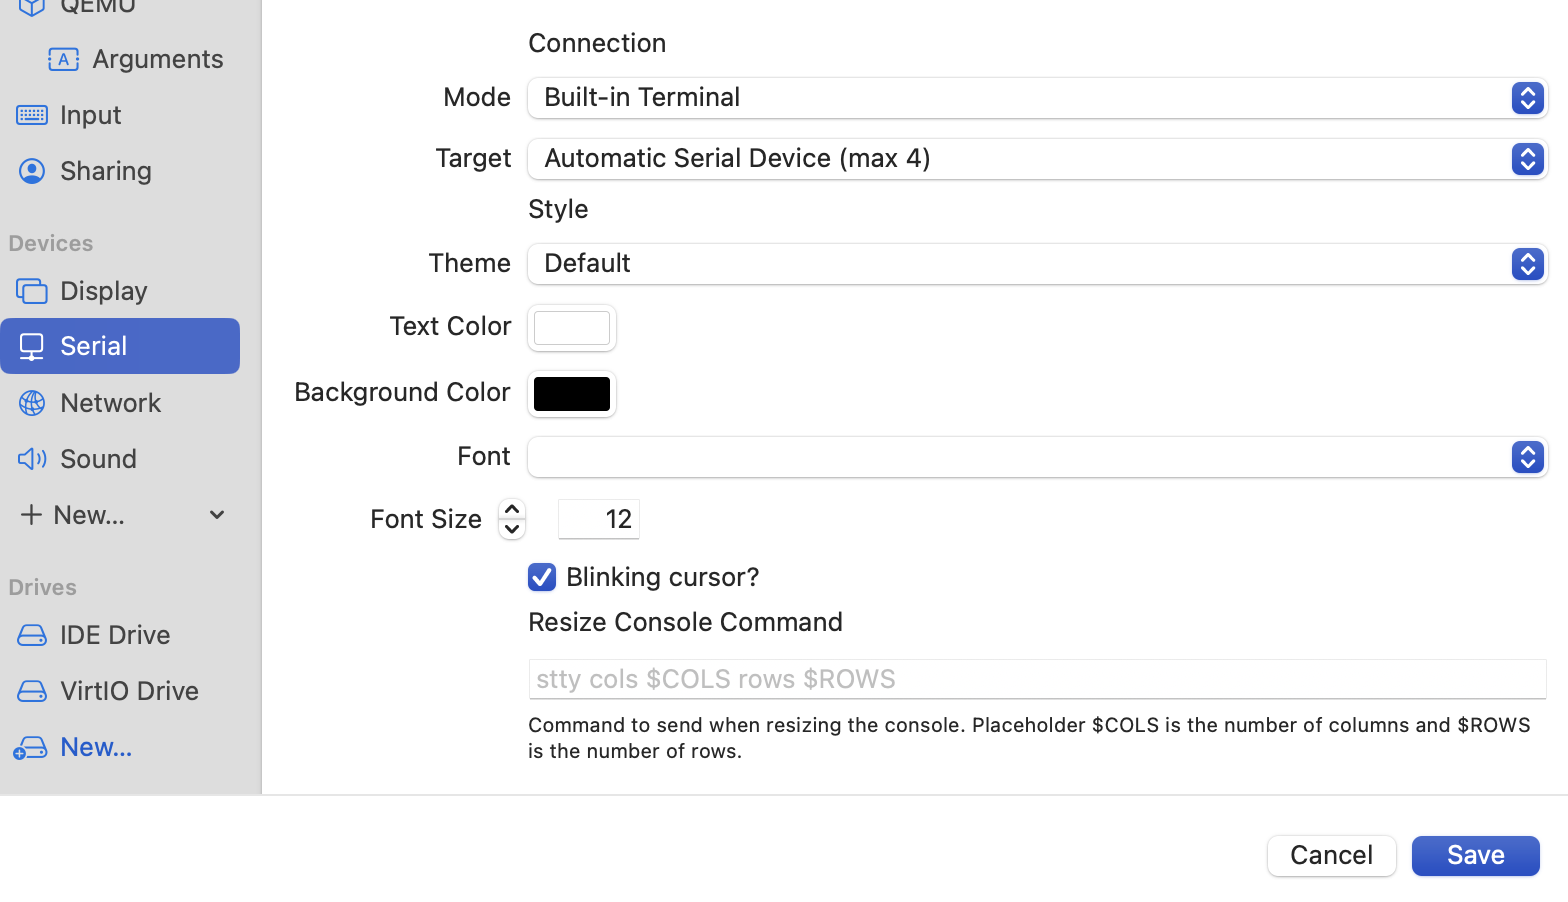 QEMU
Arguments
Input
Sharing
Devices
Display
Serial
Network
Sound
New...
Drives
IDE Drive
VirtIO Drive
New...
Connection
Mode Built-in Terminal
Target Automatic Serial Device (max 4)
Style
Theme Default
Text Color
Background Color
Font
Font Size 12
Blinking cursor?
Resize Console Command
stty cols $COLS rows $ROWS
Command to send when resizing the console. Placeholder $COLS is the number of columns and $ROWS
is the number of rows.
Cancel Save